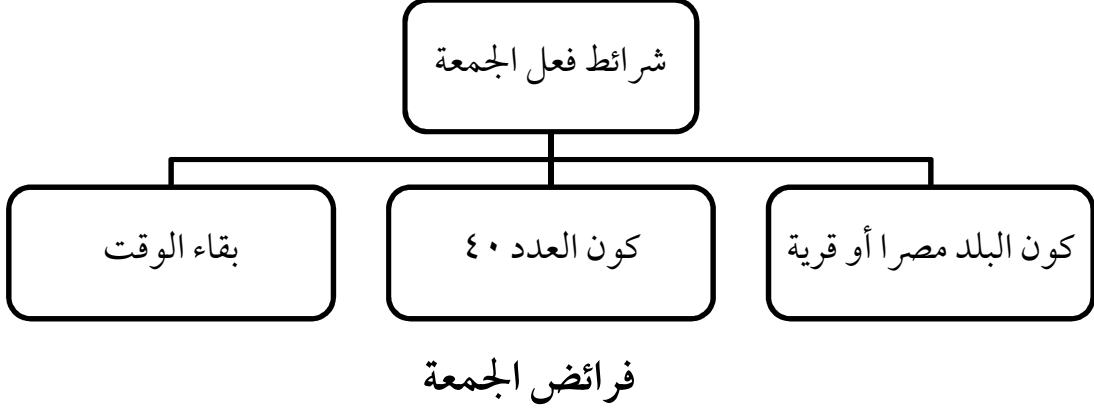 شرائط فعل الجمعة
كون البلد مصرا أو قرية
كون العدد ٤٠
بقاء الوقت
فرائض الجمعة